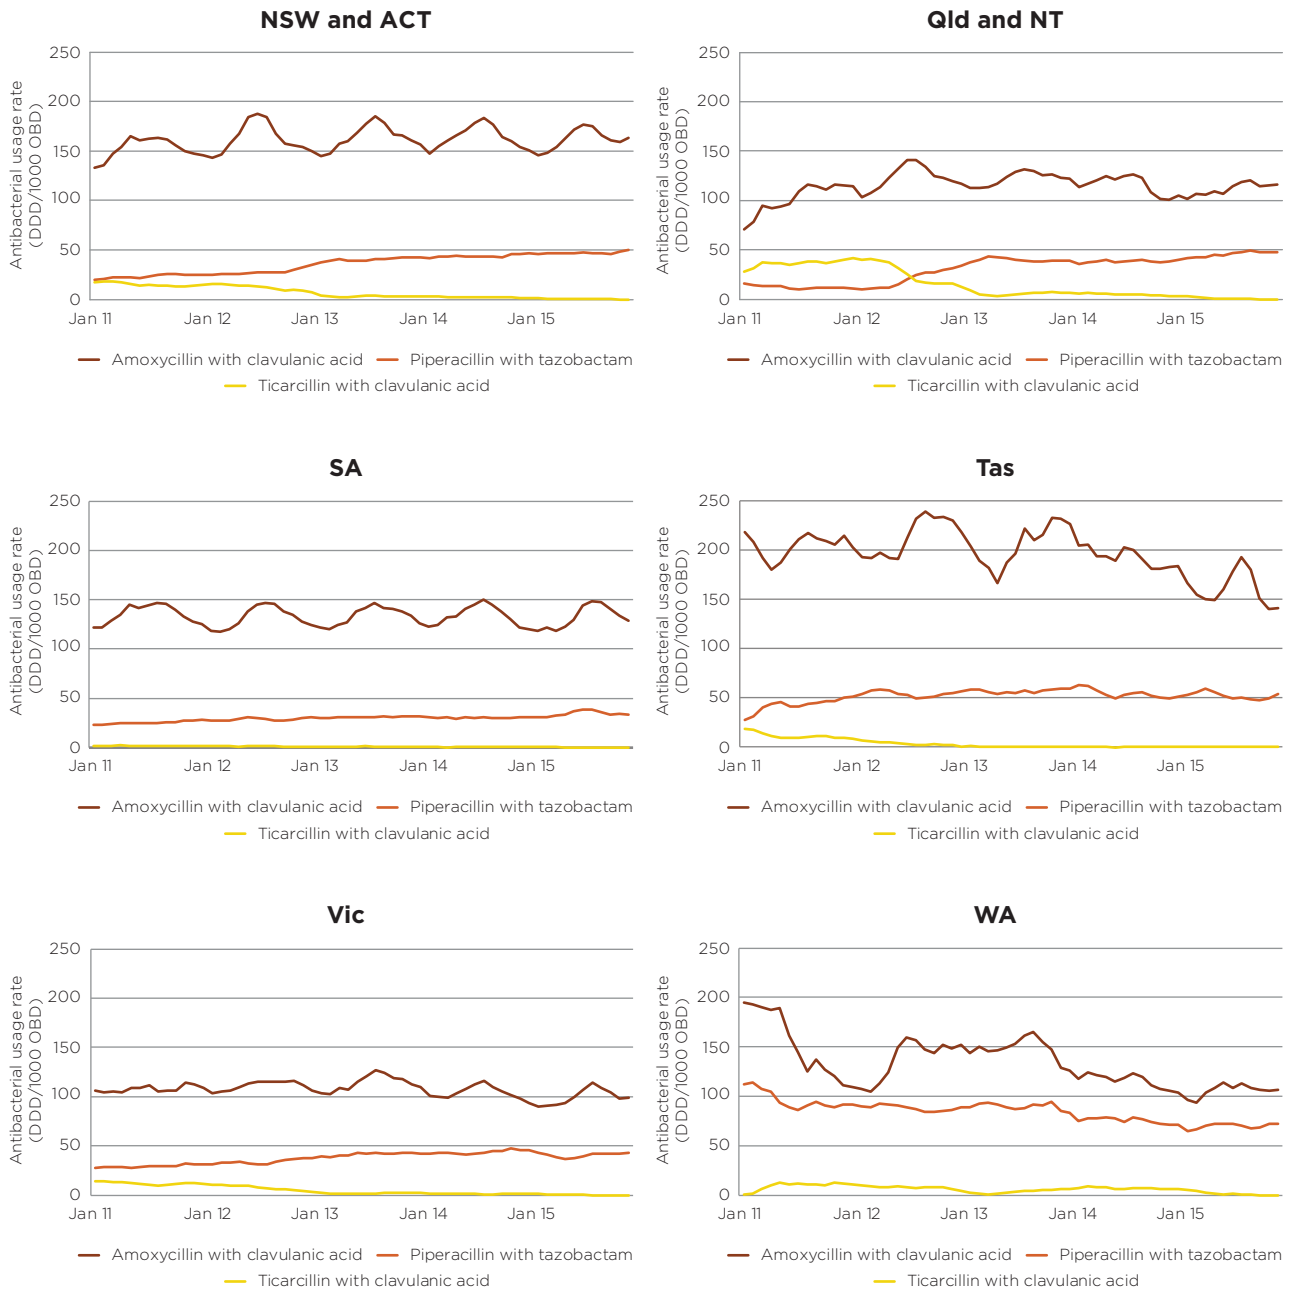 NSW and ACT
Antibacterial usage rate
(DDD/1000 OBD)
250
200
150
100
50
0
Jan 11 Jan 12 Jan 13 Jan 14 Jan 15
Amoxycillin with clavulanic acid Piperacillin with tazobactam
Ticarcillin with clavulanic acid
Qld and NT
Antibacterial usage rate
(DDD/1000 OBD)
250
200
150
100
50
0
Jan 11 Jan 12 Jan 13 Jan 14 Jan 15
Amoxycillin with clavulanic acid Piperacillin with tazobactam
Ticarcillin with clavulanic acid
SA
Antibacterial usage rate
(DDD/1000 OBD)
250
200
150
100
50
0
Jan 11 Jan 12 Jan 13 Jan 14 Jan 15
Amoxycillin with clavulanic acid Piperacillin with tazobactam
Ticarcillin with clavulanic acid
Tas
Antibacterial usage rate
(DDD/1000 OBD)
250
200
150
100
50
0
Jan 11 Jan 12 Jan 13 Jan 14 Jan 15
Amoxycillin with clavulanic acid Piperacillin with tazobactam
Ticarcillin with clavulanic acid
Vic
Antibacterial usage rate
(DDD/1000 OBD)
250
200
150
100
50
0
Jan 11 Jan 12 Jan 13 Jan 14 Jan 15
Amoxycillin with clavulanic acid Piperacillin with tazobactam
Ticarcillin with clavulanic acid
WA
Antibacterial usage rate
(DDD/1000 OBD)
250
200
150
100
50
0
Jan 11 Jan 12 Jan 13 Jan 14 Jan 15
Amoxycillin with clavulanic acid Piperacillin with tazobactam
Ticarcillin with clavulanic acid